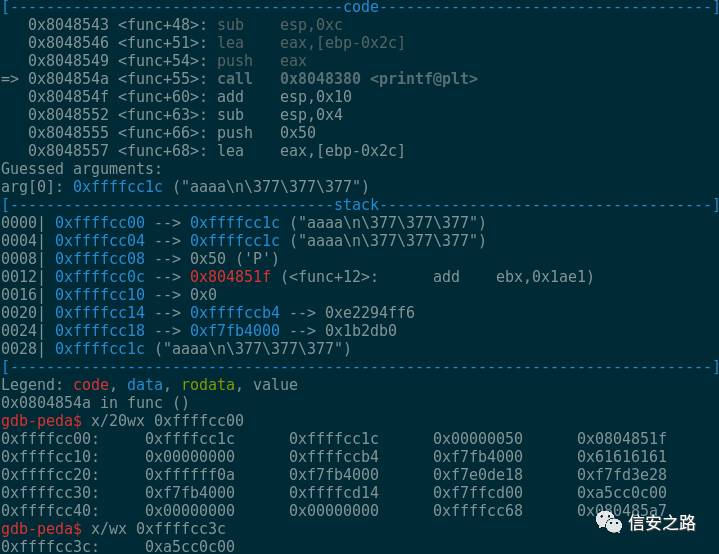 [-------------------------------------code-------------------------------------]
   0x8048543 <func+48>:	sub    esp,0xc
   0x8048546 <func+51>:	lea    eax,[ebp-0x2c]
   0x8048549 <func+54>:	push   eax
=> 0x804854a <func+55>:	call   0x8048380 <printf@plt>
   0x804854f <func+60>:	add    esp,0x10
   0x8048552 <func+63>:	sub    esp,0x4
   0x8048555 <func+66>:	push   0x50
   0x8048557 <func+68>:	lea    eax,[ebp-0x2c]
Guessed arguments:
arg[0]: 0xffffcc1c ("aaaa\n\377\377\377")
[------------------------------------stack-------------------------------------]
0000| 0xffffcc00 --> 0xffffcc1c ("aaaa\n\377\377\377")
0004| 0xffffcc04 --> 0xffffcc1c ("aaaa\n\377\377\377")
0008| 0xffffcc08 --> 0x50 ('P')
0012| 0xffffcc0c --> 0x804851f (<func+12>:	add    ebx,0x1ae1)
0016| 0xffffcc10 --> 0x0
0020| 0xffffcc14 --> 0xffffccb4 --> 0xe2294ff6
0024| 0xffffcc18 --> 0xf7fb4000 --> 0x1b2db0
0028| 0xffffcc1c ("aaaa\n\377\377\377")
[------------------------------------------------------------------------------]
Legend: code, data, rodata, value
0x0804854a in func ()
gdb-peda$ x/20wx 0xffffcc00
0xffffcc00:	0xffffcc1c	0xffffcc1c	0x00000050	0x0804851f
0xffffcc10:	0x00000000	0xffffccb4	0xf7fb4000	0x61616161
0xffffcc20:	0xffffff0a	0xf7fb4000	0xf7e0de18	0xf7fd3e28
0xffffcc30:	0xf7fb4000	0xffffcd14	0xf7ffcd00	0xa5cc0c00
0xffffcc40:	0x00000000	0x00000000	0xffffcc68	0x080485a7
gdb-peda$ x/wx 0xffffcc3c
0xffffcc3c:	0xa5cc0c00
信安之路